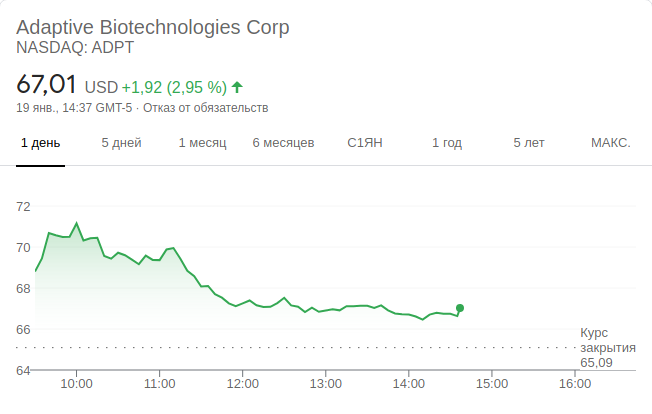 Adaptive Biotechnologies Corp
NASDAQ: ADPT
67,01 USD +1,92 (2,95 %)
19 янв., 14:37 GMT-5 · Отказ от обязательств
1 день 5 дней 1 месяц 6 месяцев С1ЯН 1 год 5 лет МАКС.
72
70
68
66
Курс
закрытия
65,09
64
10:00 11:00 12:00 13:00 14:00 15:00 16:00